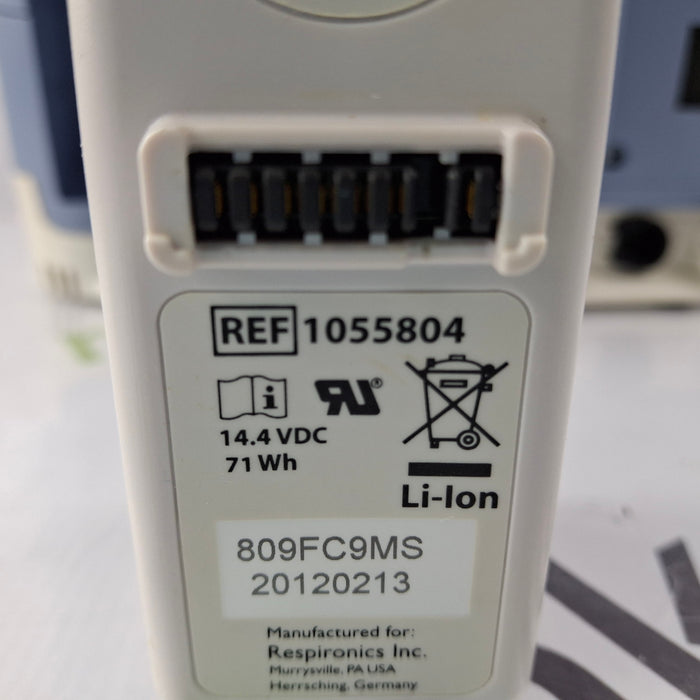 REF 1055804
i RU®
14.4 VDC
71 Wh
Li-Ion
809FC9MS
20120213
Manufactured for:
Respironics Inc.
Murrysville, PA USA
Herrsching, Germany